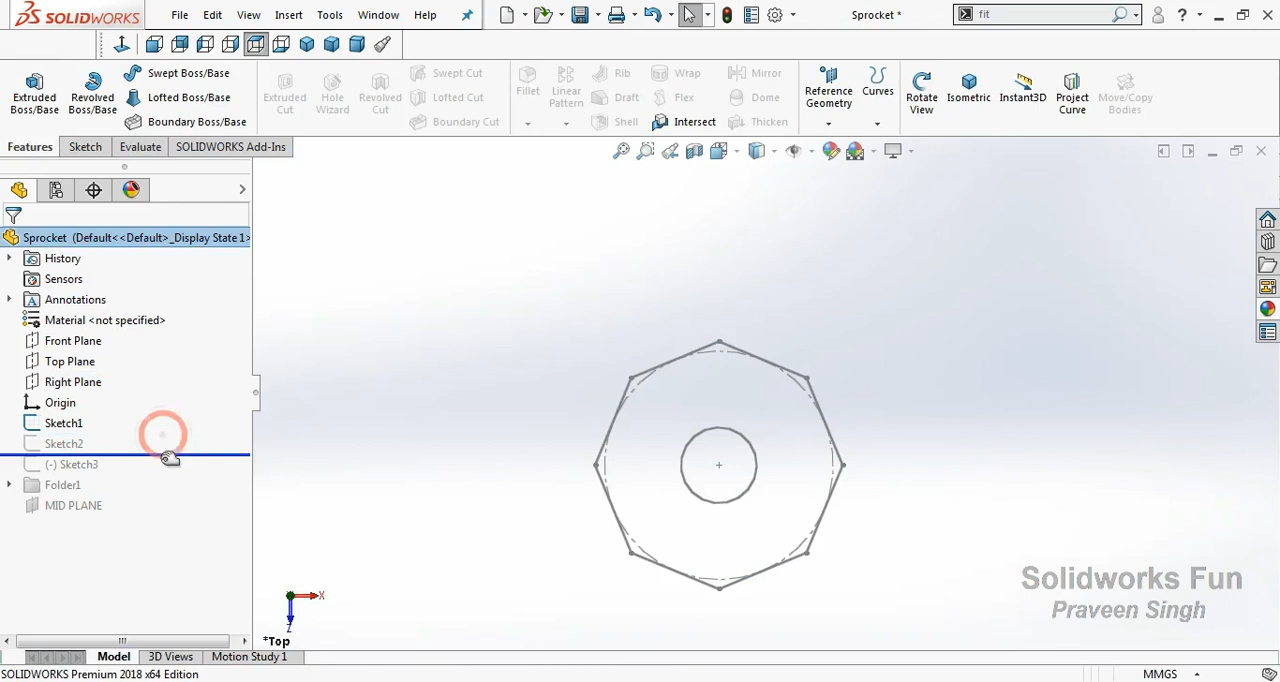 SOLIDWORKS File Edit View Insert Tools Window Help Sprocket * fit
Extruded Boss/Base
Revolved Boss/Base
Swept Boss/Base
Lofted Boss/Base
Boundary Boss/Base
Extruded Cut
Hole Wizard
Revolved Cut
Swept Cut
Lofted Cut
Boundary Cut
Fillet
Linear Pattern
Rib
Draft
Shell
Wrap
Flex
Intersect
Mirror
Dome
Thicken
Reference Geometry
Curves
Rotate View
Isometric
Instant3D
Project Curve
Move/Copy Bodies
Features Sketch Evaluate SOLIDWORKS Add-Ins
Sprocket (Default<<Default>_Display State 1>
History
Sensors
Annotations
Material <not specified>
Front Plane
Top Plane
Right Plane
Origin
Sketch1
Sketch2
(-) Sketch3
Folder1
MID PLANE
X
Z
*Top
Solidworks Fun
Praveen Singh
Model 3D Views Motion Study 1
SOLIDWORKS Premium 2018 x64 Edition MMGS